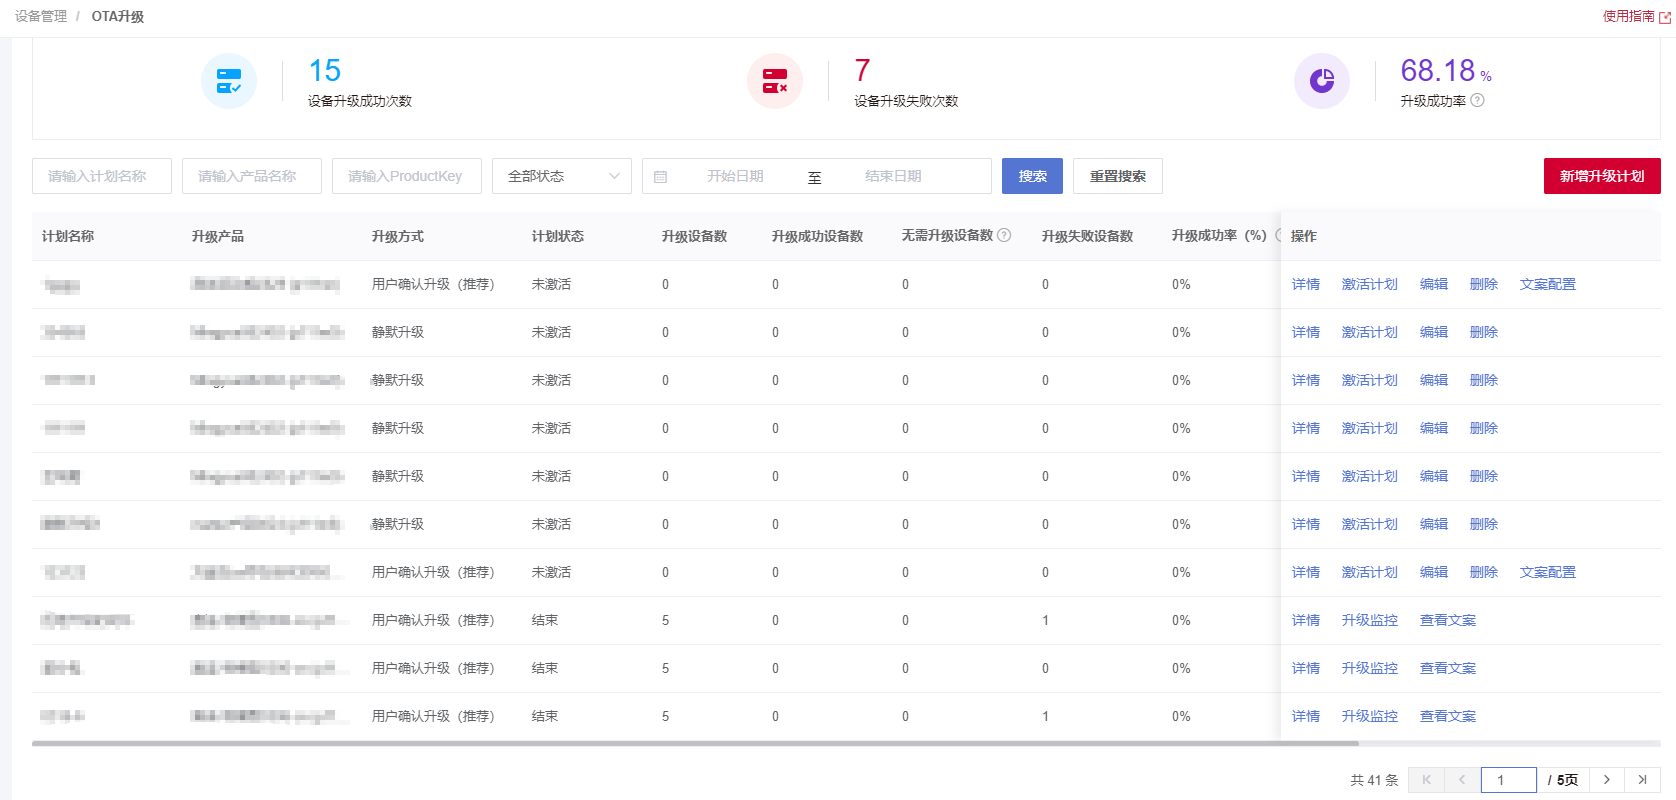 设备管理 / OTA升级 使用指南
15 7 68.18 %
设备升级成功次数 设备升级失败次数 升级成功率
请输入计划名称 请输入产品名称 请输入ProductKey 全部状态 开始日期 至 结束日期 搜索 重置搜索 新增升级计划
计划名称 升级产品 升级方式 计划状态 升级设备数 升级成功设备数 无需升级设备数 升级失败设备数 升级成功率（%） 操作
用户确认升级（推荐） 未激活 0 0 0 0 0% 详情 激活计划 编辑 删除 文案配置
静默升级 未激活 0 0 0 0 0% 详情 激活计划 编辑 删除
静默升级 未激活 0 0 0 0 0% 详情 激活计划 编辑 删除
静默升级 未激活 0 0 0 0 0% 详情 激活计划 编辑 删除
静默升级 未激活 0 0 0 0 0% 详情 激活计划 编辑 删除
静默升级 未激活 0 0 0 0 0% 详情 激活计划 编辑 删除
用户确认升级（推荐） 未激活 0 0 0 0 0% 详情 激活计划 编辑 删除 文案配置
用户确认升级（推荐） 结束 5 0 0 1 0% 详情 升级监控 查看文案
用户确认升级（推荐） 结束 5 0 0 0 0% 详情 升级监控 查看文案
用户确认升级（推荐） 结束 5 0 0 1 0% 详情 升级监控 查看文案
共 41 条 1 / 5页